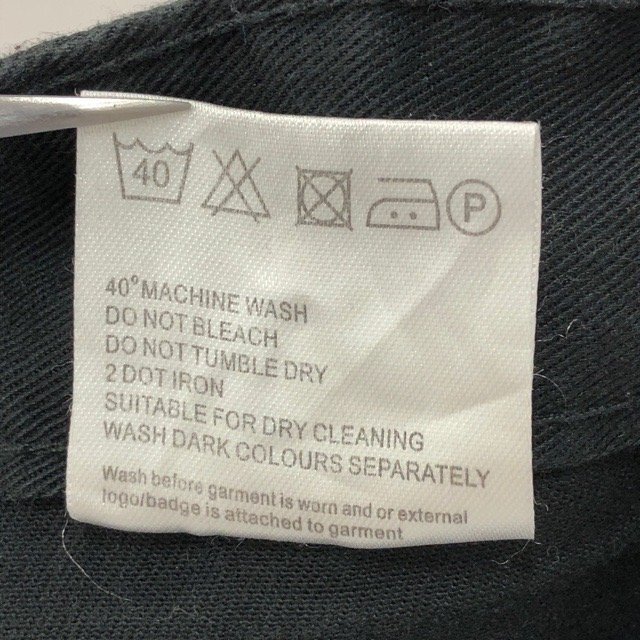 40
P
40° MACHINE WASH
DO NOT BLEACH
DO NOT TUMBLE DRY
2 DOT IRON
SUITABLE FOR DRY CLEANING
WASH DARK COLOURS SEPARATELY
Wash before garment is worn and or external
logo/badge is attached to garment